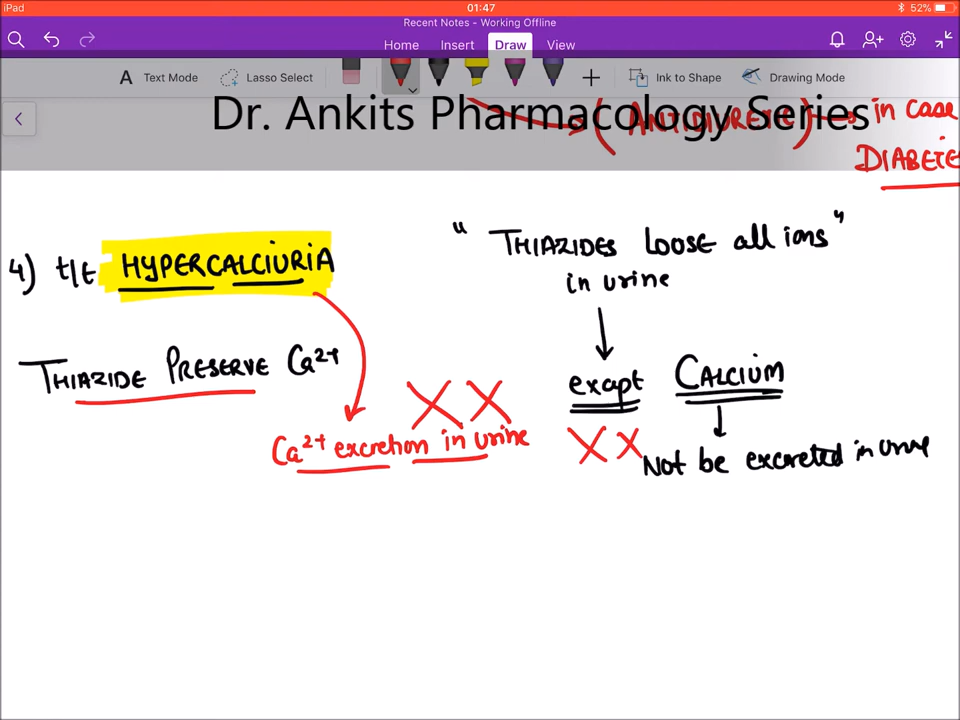 iPad
01:47
52%
Recent Notes - Working Offline
Home Insert Draw View
Text Mode
Lasso Select
Ink to Shape
Drawing Mode
Dr. Ankits Pharmacology Series
(ANTIDIURETIC) → in case
DIABETE
4) t/t HYPERCALCIURIA
THIAZIDE PRESERVE Ca2+
Ca2+ excretion in urine
"THIAZIDES LOOSE all ions"
in urine
exapt CALCIUM
Not be excreted in urine